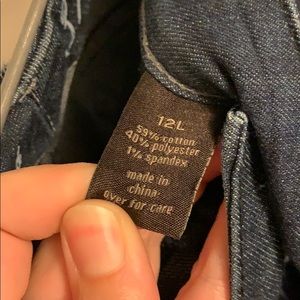 12L
59% cotton
40% polyester
1% spandex
made in
china
over for care